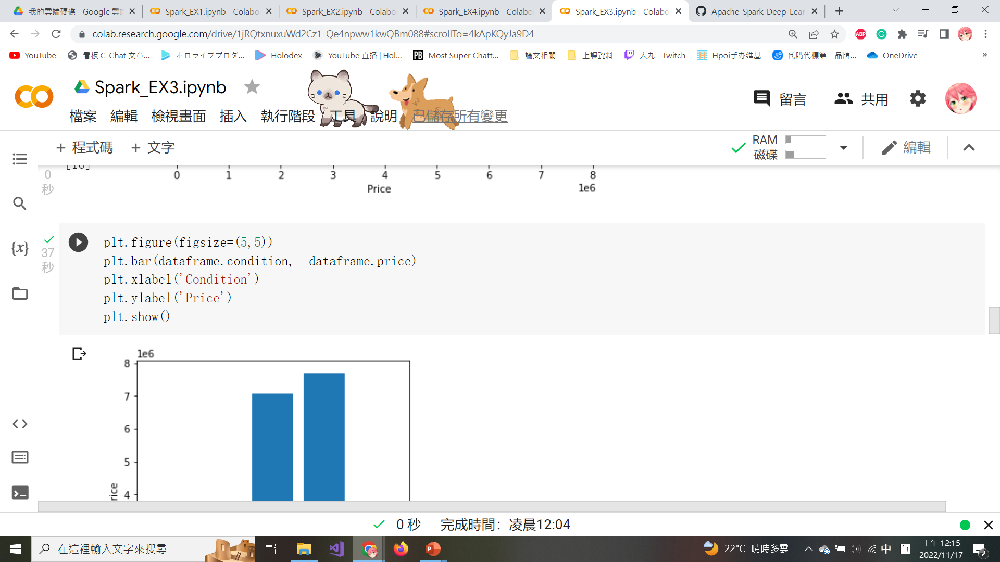 我的雲端硬碟 - Google 雲端
Spark_EX1.ipynb - Colabo
Spark_EX2.ipynb - Colabo
Spark_EX4.ipynb - Colabo
Spark_EX3.ipynb - Colabo
Apache-Spark-Deep-Lear
colab.research.google.com/drive/1jRQtxnuxuWd2Cz1_Qe4npww1kwQBm088#scrollTo=4kApKQyJa9D4
ABP
YouTube
看板 C_Chat 文章...
ホロライブプロダ...
Holodex
YouTube 直播 | Hol...
PB
Most Super Chatt...
論文相關
上課資料
大丸 - Twitch
Hpoi手办维基
代購代標第一品牌...
OneDrive
»
Spark_EX3.ipynb
留言
共用
檔案 編輯 檢視畫面 插入 執行階段 工具 說明 已儲存所有變更
+ 程式碼 + 文字
RAM
磁碟
編輯
[16]
0
秒
0 1 2 3 4 5 6 7 8
Price
1e6
{x}
37
秒
plt.figure(figsize=(5,5))
plt.bar(dataframe.condition, dataframe.price)
plt.xlabel('Condition')
plt.ylabel('Price')
plt.show()
1e6
8
7
6
5
4
rice
0 秒 完成時間：凌晨12:04
在這裡輸入文字來搜尋
22°C 晴時多雲
中
上午 12:15
2022/11/17
2